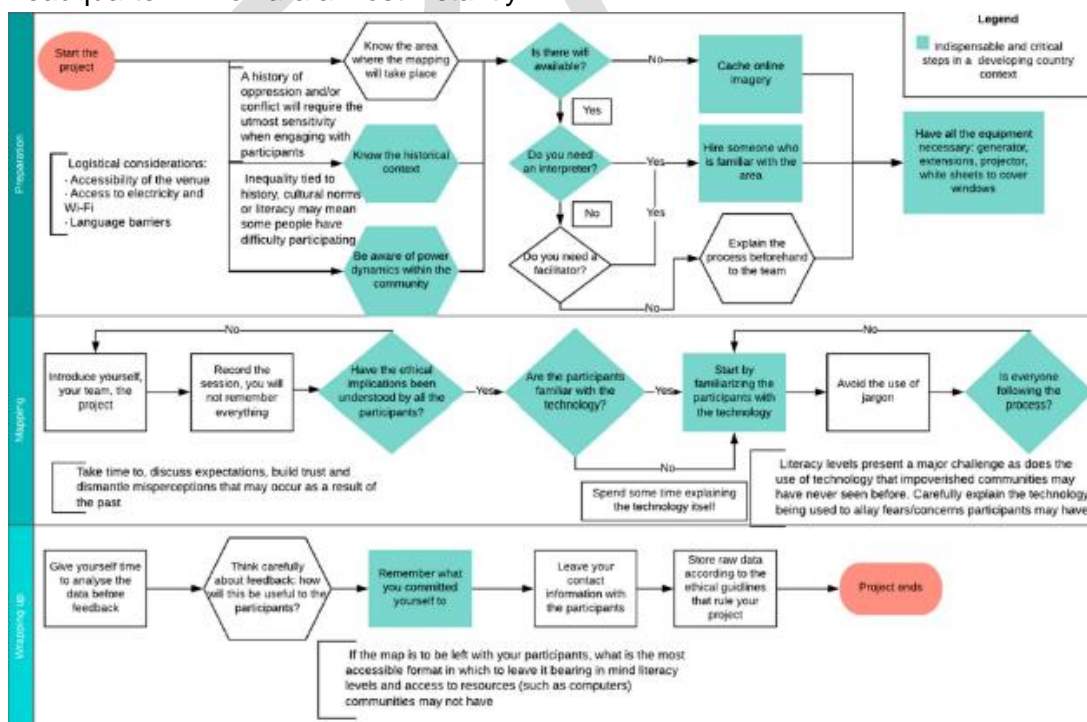 Legend
Indispensable and critical
steps in a developing country
context
Preparation
Start the
project
Know the area
where the mapping
will take place
A history of
oppression and/or
conflict will require the
utmost sensitivity
when engaging with
participants
Know the historical
context
Inequality tied to
history, cultural norms
or literacy may mean
some people have
difficulty participating
Be aware of power
dynamics within the
community
Logistical considerations:
- Accessibility of the venue
- Access to electricity and
Wi-Fi
- Language barriers
Is there wifi
available?
No
Cache online
imagery
Yes
Do you need
an interpreter?
Yes
Hire someone who
is familiar with the
area
No
Yes
Do you need a
facilitator?
No
Explain the
process beforehand
to the team
Have all the equipment
necessary: generator,
extensions, projector,
while sheets to cover
windows
Mapping
No
Introduce yourself,
your team, the
project
Record the
session, you will
not remember
everything
Have the ethical
implications been
understood by all the
participants?
Yes
Are the participants
familiar with the
technology?
Yes
Start by
familiarizing the
participants with
the technology
No
Avoid the use of
jargon
Is everyone
following the
process?
No
Take time to, discuss expectations, build trust and
dismantle misperceptions that may occur as a result of
the past
Spend some time explaining
the technology itself
Literacy levels present a major challenge as does the
use of technology that impoverished communities may
have never seen before. Carefully explain the technology
being used to allay fears/concerns participants may have
Wrapping up
Give yourself time
to analyse the
data before
feedback
Think carefully
about feedback: how
will this be useful to the
participants?
Remember what
you committed
yourself to
Leave your
contact
information with
the participants
Store raw data
according to the
ethical guidlines
that rule your
project
Project ends
If the map is to be left with your participants, what is the most
accessible format in which to leave it bearing in mind literacy
levels and access to resources (such as computers)
communities may not have